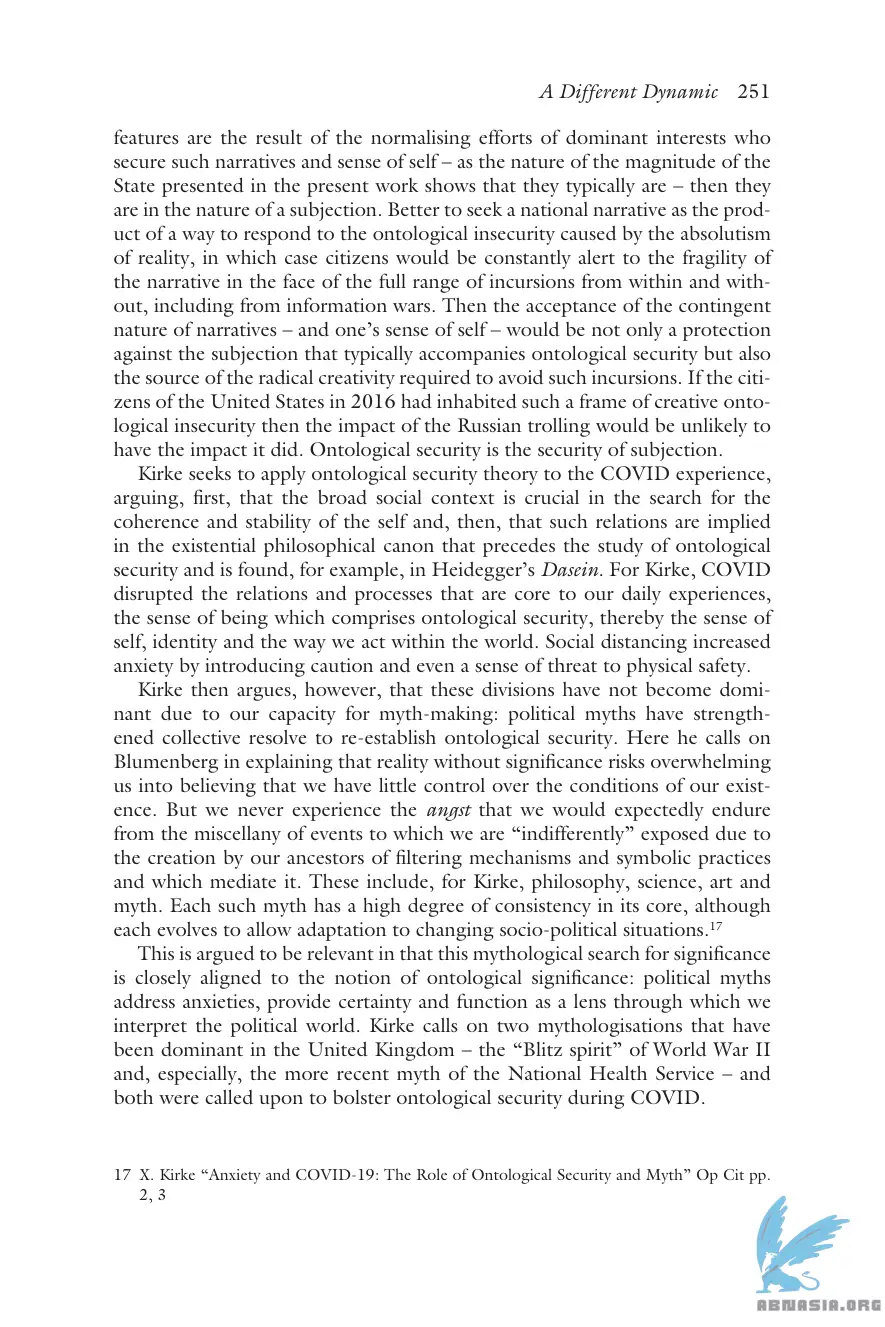 A Different Dynamic 251
features are the result of the normalising efforts of dominant interests who
secure such narratives and sense of self – as the nature of the magnitude of the
State presented in the present work shows that they typically are – then they
are in the nature of a subjection. Better to seek a national narrative as the prod-
uct of a way to respond to the ontological insecurity caused by the absolutism
of reality, in which case citizens would be constantly alert to the fragility of
the narrative in the face of the full range of incursions from within and with-
out, including from information wars. Then the acceptance of the contingent
nature of narratives – and one’s sense of self – would be not only a protection
against the subjection that typically accompanies ontological security but also
the source of the radical creativity required to avoid such incursions. If the citi-
zens of the United States in 2016 had inhabited such a frame of creative onto-
logical insecurity then the impact of the Russian trolling would be unlikely to
have the impact it did. Ontological security is the security of subjection.
Kirke seeks to apply ontological security theory to the COVID experience,
arguing, first, that the broad social context is crucial in the search for the
coherence and stability of the self and, then, that such relations are implied
in the existential philosophical canon that precedes the study of ontological
security and is found, for example, in Heidegger’s Dasein. For Kirke, COVID
disrupted the relations and processes that are core to our daily experiences,
the sense of being which comprises ontological security, thereby the sense of
self, identity and the way we act within the world. Social distancing increased
anxiety by introducing caution and even a sense of threat to physical safety.
Kirke then argues, however, that these divisions have not become domi-
nant due to our capacity for myth-making: political myths have strength-
ened collective resolve to re-establish ontological security. Here he calls on
Blumenberg in explaining that reality without significance risks overwhelming
us into believing that we have little control over the conditions of our exist-
ence. But we never experience the angst that we would expectedly endure
from the miscellany of events to which we are “indifferently” exposed due to
the creation by our ancestors of filtering mechanisms and symbolic practices
and which mediate it. These include, for Kirke, philosophy, science, art and
myth. Each such myth has a high degree of consistency in its core, although
each evolves to allow adaptation to changing socio-political situations.17
This is argued to be relevant in that this mythological search for significance
is closely aligned to the notion of ontological significance: political myths
address anxieties, provide certainty and function as a lens through which we
interpret the political world. Kirke calls on two mythologisations that have
been dominant in the United Kingdom – the “Blitz spirit” of World War II
and, especially, the more recent myth of the National Health Service – and
both were called upon to bolster ontological security during COVID.
17 X. Kirke “Anxiety and COVID-19: The Role of Ontological Security and Myth” Op Cit pp.
2, 3
ABNASIA.ORG